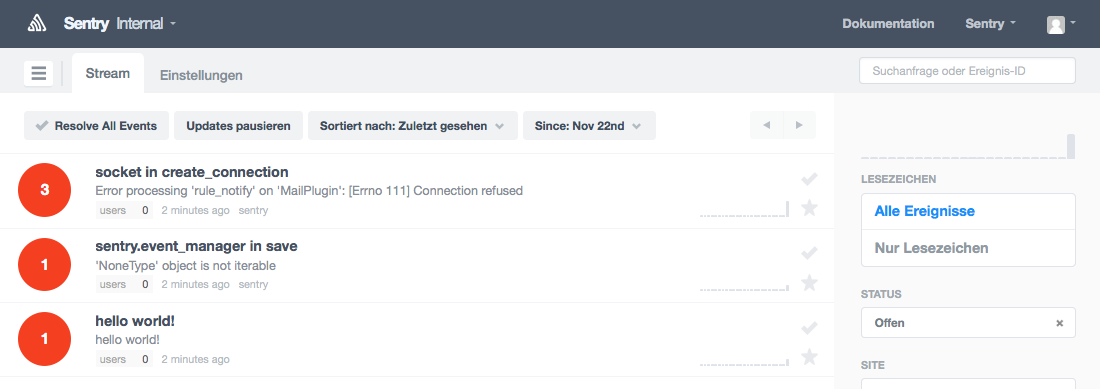 Sentry Internal
Dokumentation
Sentry
Stream
Einstellungen
Suchanfrage oder Ereignis-ID
Resolve All Events
Updates pausieren
Sortiert nach: Zuletzt gesehen
Since: Nov 22nd
3
socket in create_connection
Error processing 'rule_notify' on 'MailPlugin': [Errno 111] Connection refused
users 0 2 minutes ago sentry
1
sentry.event_manager in save
'NoneType' object is not iterable
users 0 2 minutes ago sentry
1
hello world!
hello world!
users 0 2 minutes ago
LESEZEICHEN
Alle Ereignisse
Nur Lesezeichen
STATUS
Offen
SITE